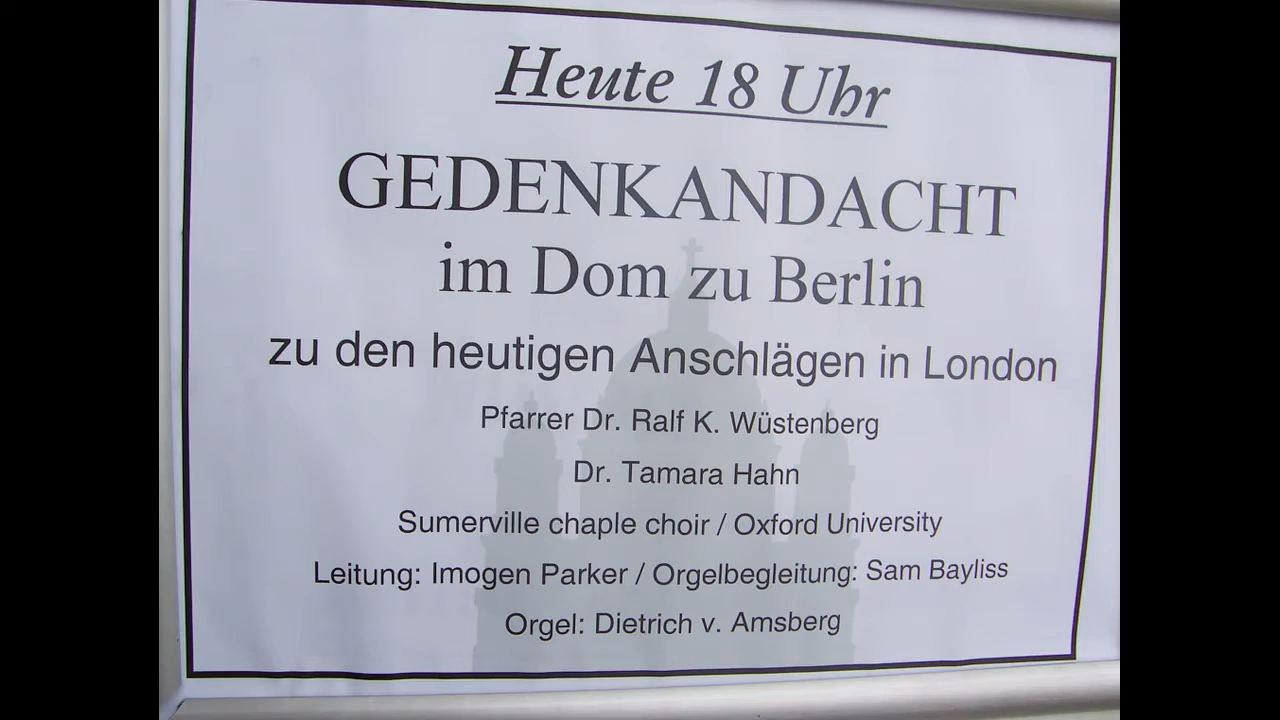 Heute 18 Uhr
GEDENKANDACHT
im Dom zu Berlin
zu den heutigen Anschlägen in London
Pfarrer Dr. Ralf K. Wüstenberg
Dr. Tamara Hahn
Sumerville chaple choir / Oxford University
Leitung: Imogen Parker / Orgelbegleitung: Sam Bayliss
Orgel: Dietrich v. Amsberg